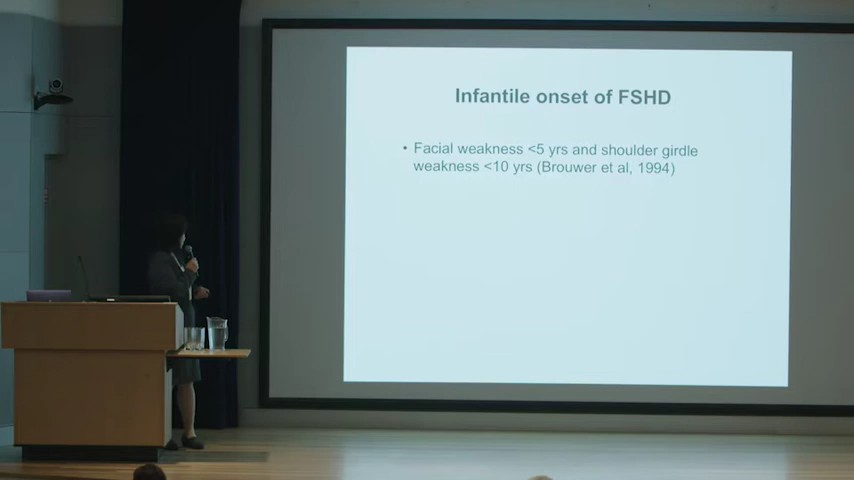 Infantile onset of FSHD
• Facial weakness <5 yrs and shoulder girdle
weakness <10 yrs (Brouwer et al, 1994)